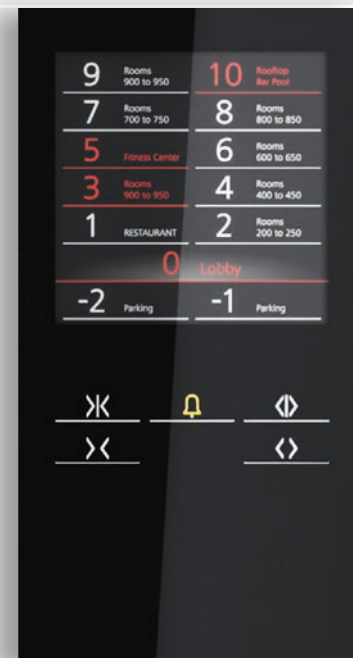 9 Rooms
900 to 950
10 Rooftop
Bar Pool
7 Rooms
700 to 750
8 Rooms
800 to 850
5 Fitness Center
6 Rooms
600 to 650
3 Rooms
900 to 950
4 Rooms
400 to 450
1 RESTAURANT
2 Rooms
200 to 250
0 Lobby
-2 Parking
-1 Parking